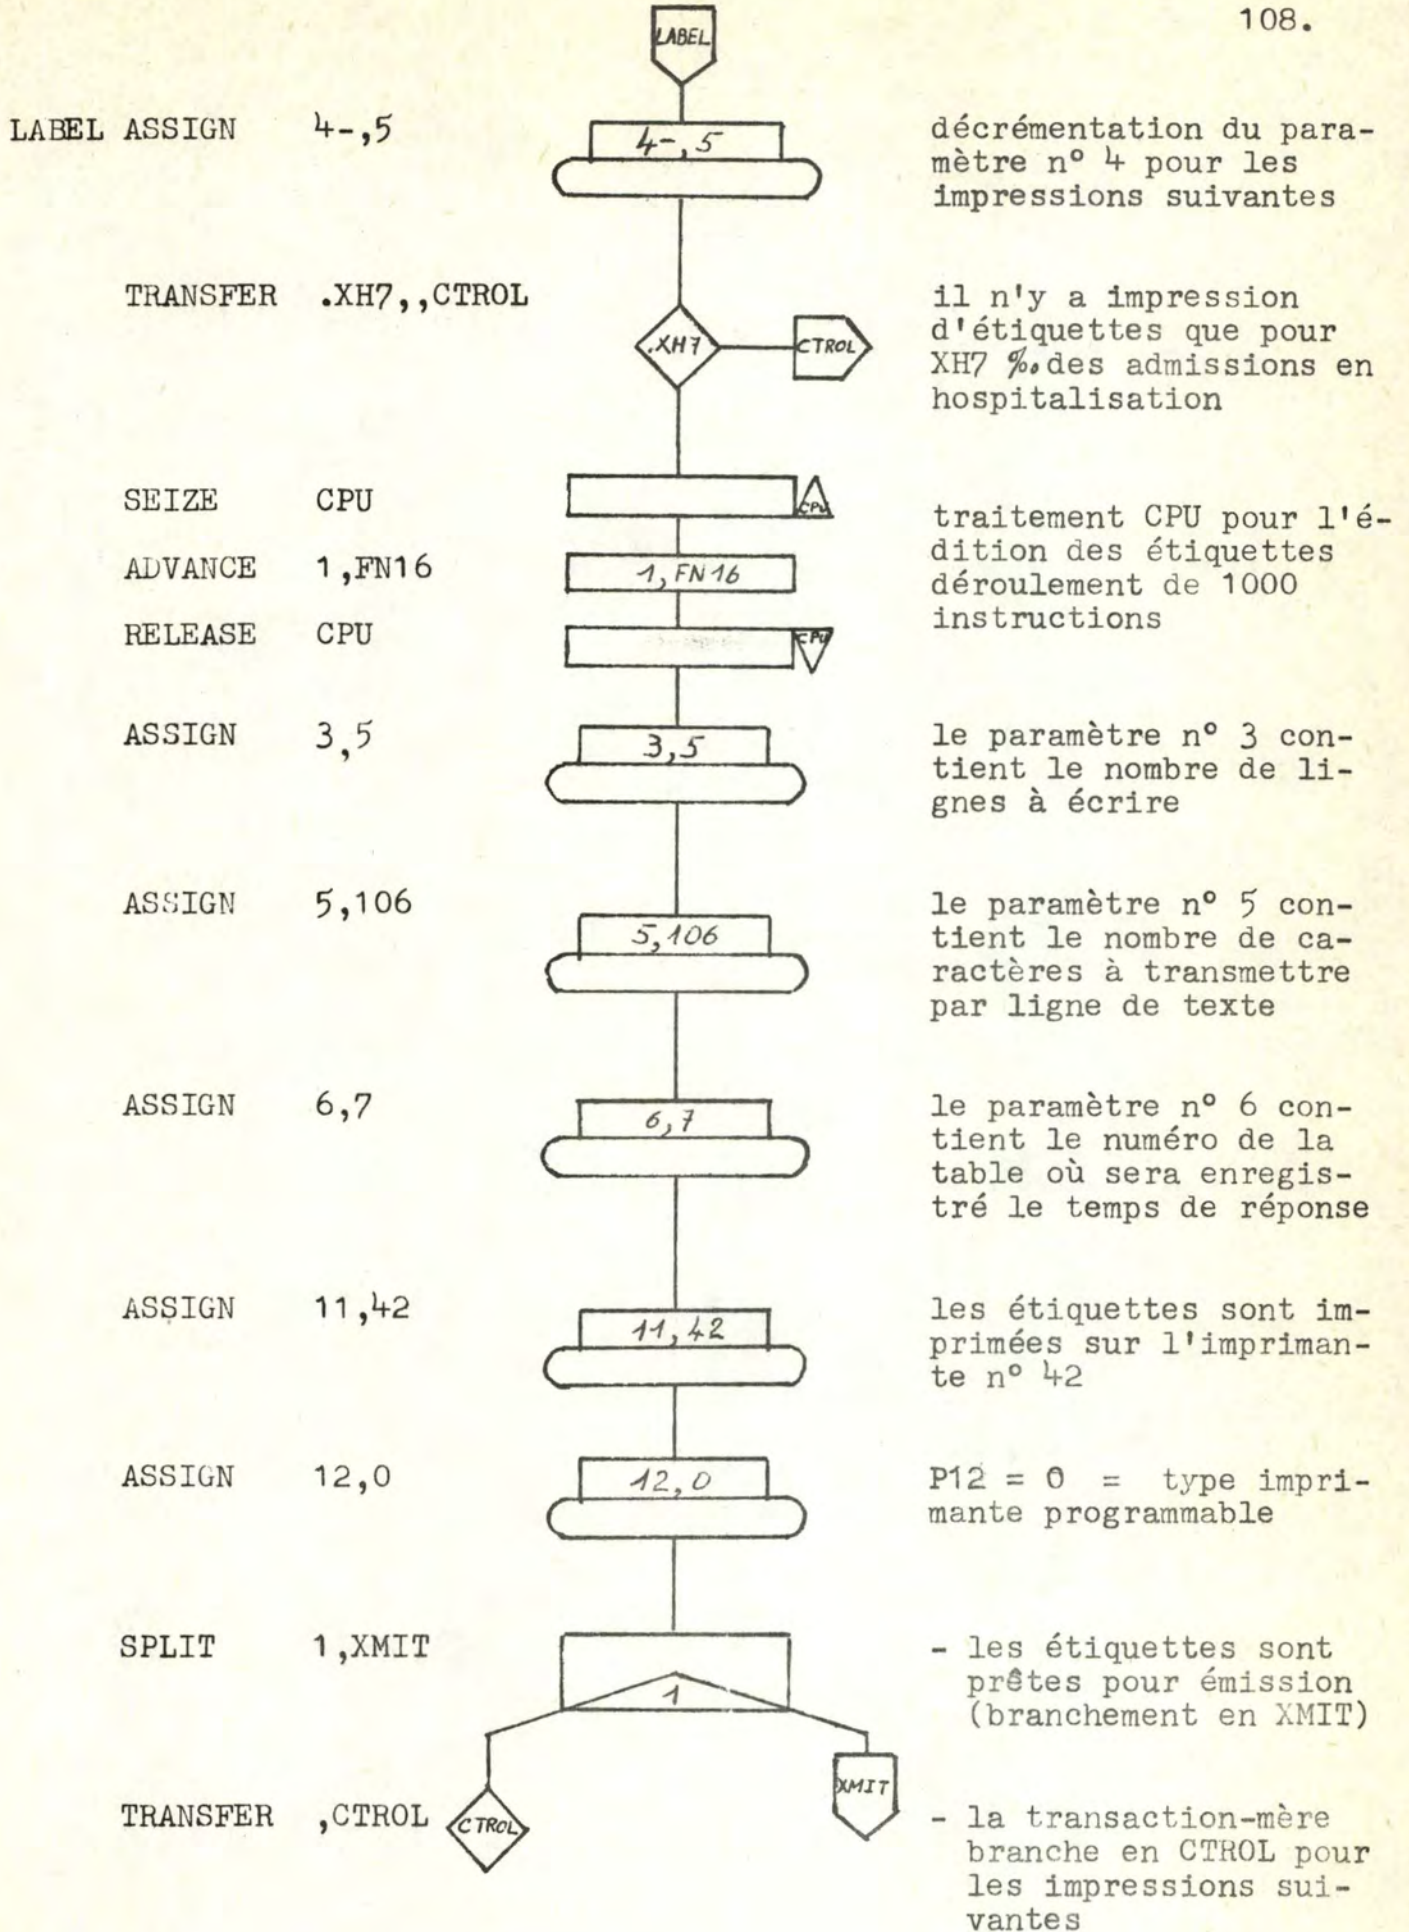 108.
LABEL
LABEL ASSIGN 4-,5
4-,5
décrémentation du para-
mètre n° 4 pour les
impressions suivantes
TRANSFER .XH7,,CTROL
.XH7
CTROL
il n'y a impression
d'étiquettes que pour
XH7 ‰ des admissions en
hospitalisation
SEIZE CPU
CPU
ADVANCE 1,FN16
1,FN16
RELEASE CPU
CPU
traitement CPU pour l'é-
dition des étiquettes
déroulement de 1000
instructions
ASSIGN 3,5
3,5
le paramètre n° 3 con-
tient le nombre de li-
gnes à écrire
ASSIGN 5,106
5,106
le paramètre n° 5 con-
tient le nombre de ca-
ractères à transmettre
par ligne de texte
ASSIGN 6,7
6,7
le paramètre n° 6 con-
tient le numéro de la
table où sera enregis-
tré le temps de réponse
ASSIGN 11,42
11,42
les étiquettes sont im-
primées sur l'impriman-
te n° 42
ASSIGN 12,0
12,0
P12 = 0 = type impri-
mante programmable
SPLIT 1,XMIT
1
- les étiquettes sont
prêtes pour émission
(branchement en XMIT)
XMIT
TRANSFER ,CTROL
CTROL
- la transaction-mère
branche en CTROL pour
les impressions sui-
vantes